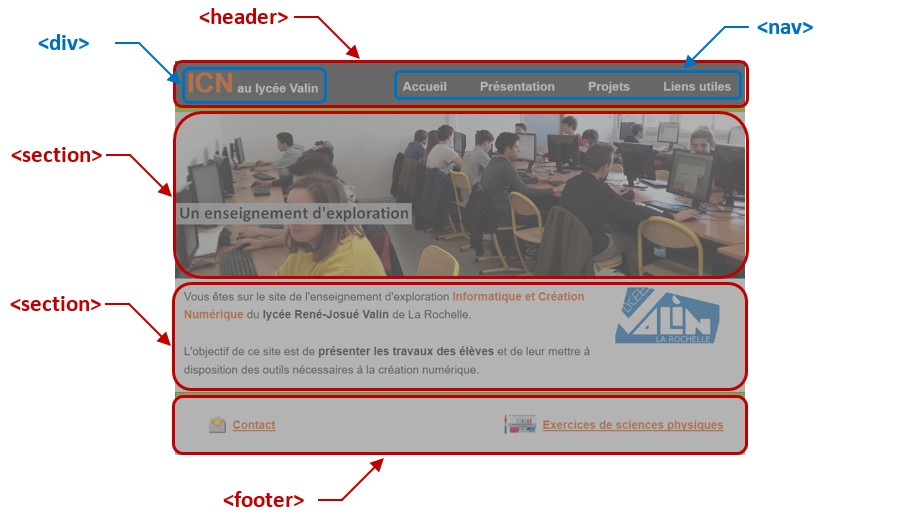 <header>
<div>
<nav>
ICN au lycée Valin
Accueil Présentation Projets Liens utiles
<section>
Un enseignement d'exploration
<section>
Vous êtes sur le site de l'enseignement d'exploration Informatique et Création
Numérique du lycée René-Josué Valin de La Rochelle.
LYCÉE
VALIN
LA ROCHELLE
L'objectif de ce site est de présenter les travaux des élèves et de leur mettre à
disposition des outils nécessaires à la création numérique.
Contact
Exercices de sciences physiques
<footer>